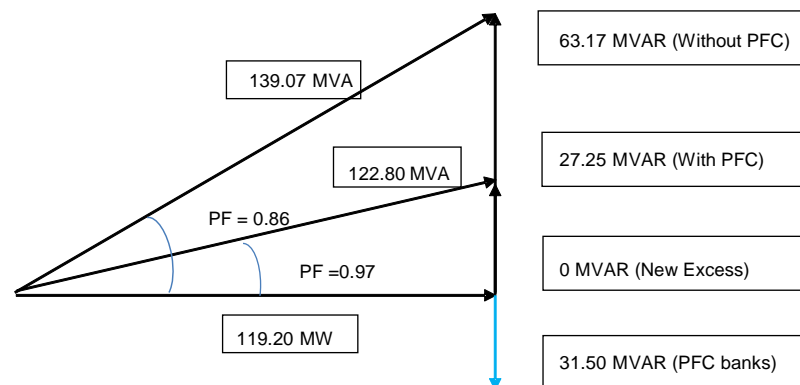 63.17 MVAR (Without PFC)
139.07 MVA
122.80 MVA
27.25 MVAR (With PFC)
PF = 0.86
PF =0.97
0 MVAR (New Excess)
119.20 MW
31.50 MVAR (PFC banks)